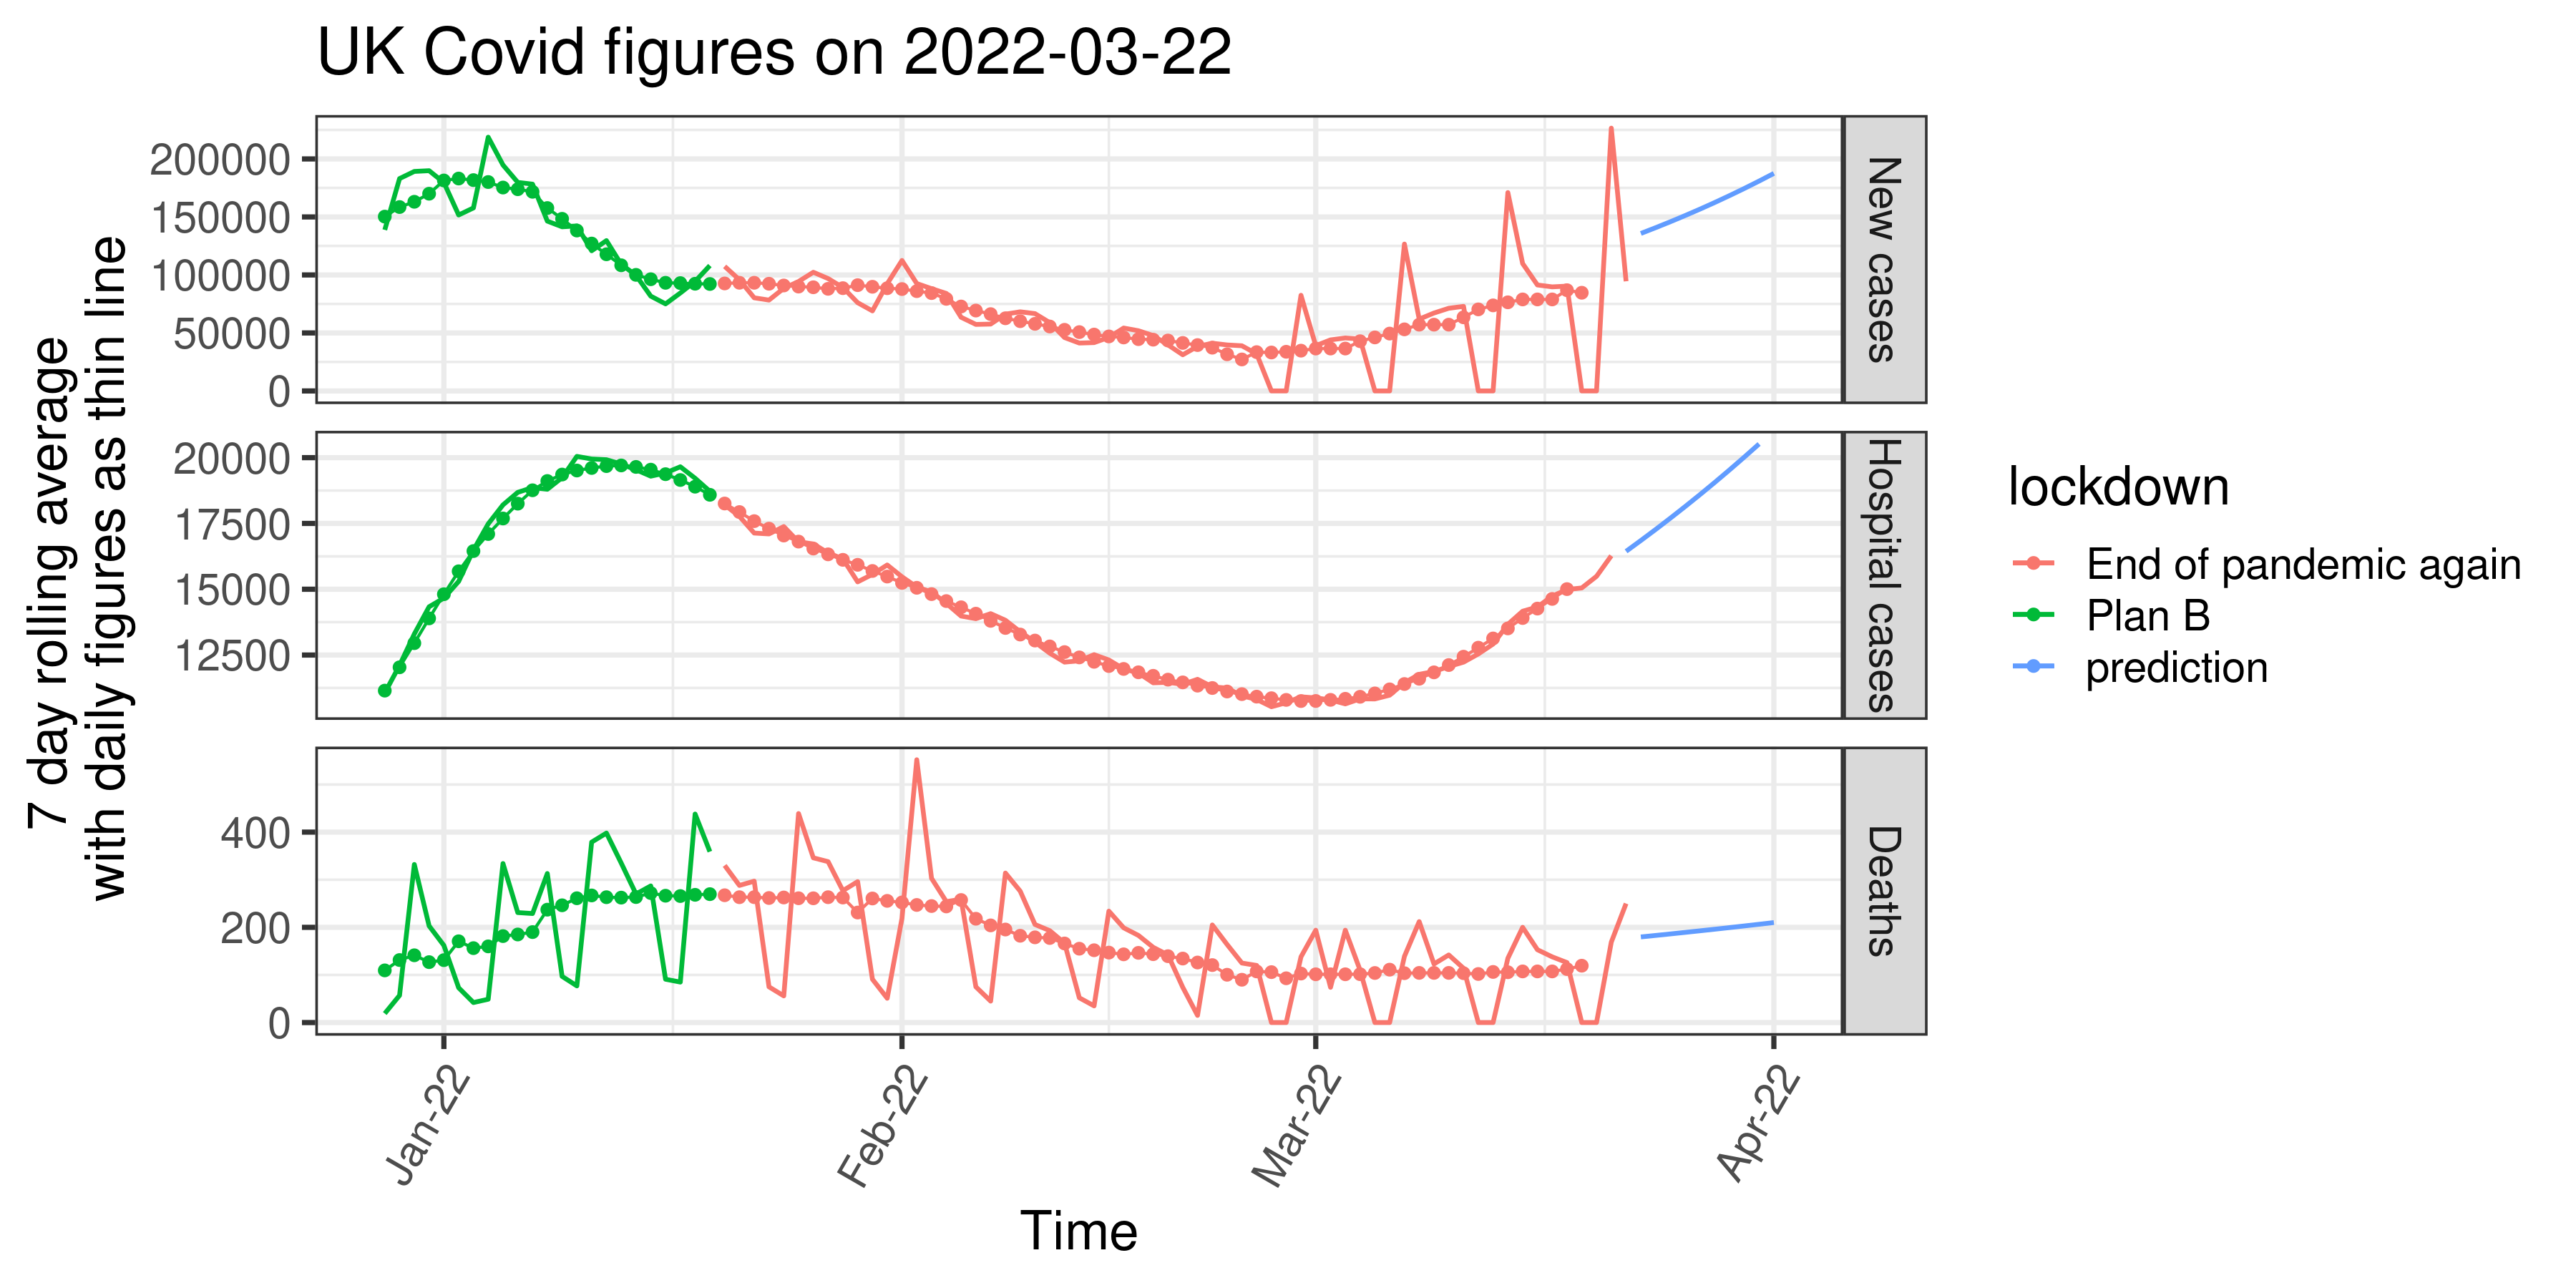 UK Covid figures on 2022-03-22
7 day rolling average
with daily figures as thin line
200000
150000
100000
50000
0
New cases
20000
17500
15000
12500
Hospital cases
400
200
0
Deaths
Jan-22
Feb-22
Mar-22
Apr-22
Time
lockdown
End of pandemic again
Plan B
prediction